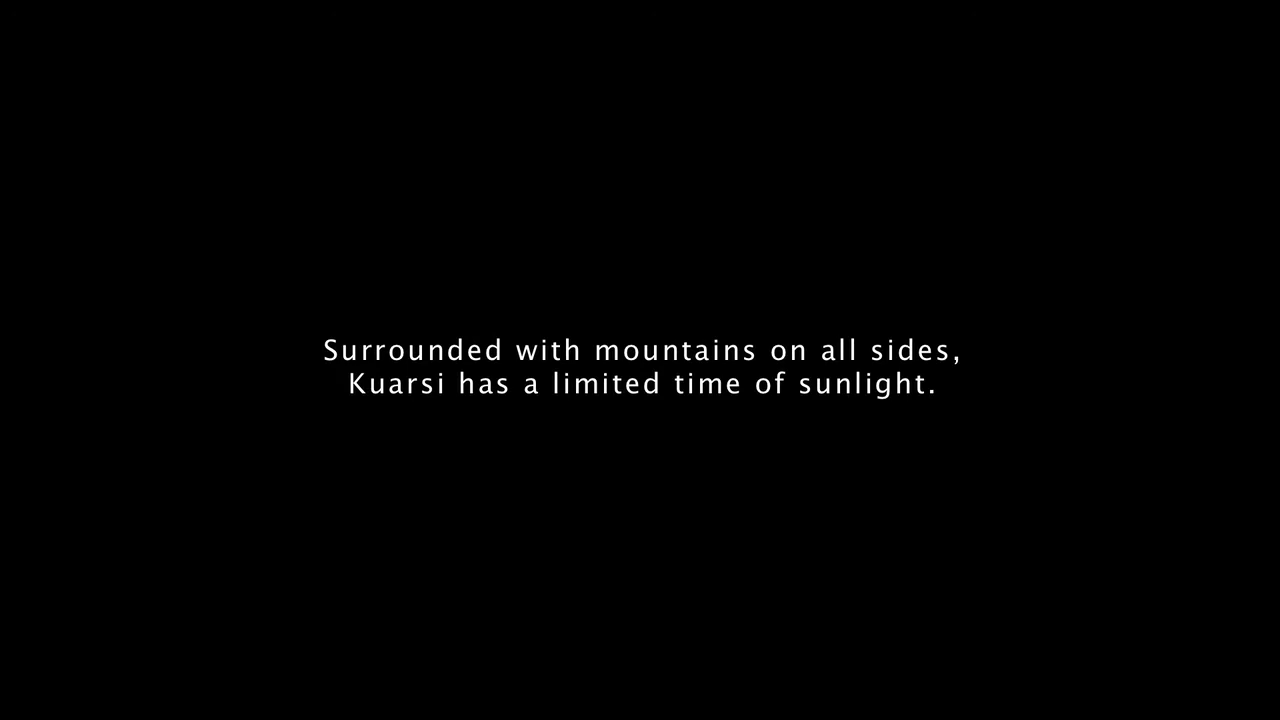 Surrounded with mountains on all sides,
Kuarsi has a limited time of sunlight.